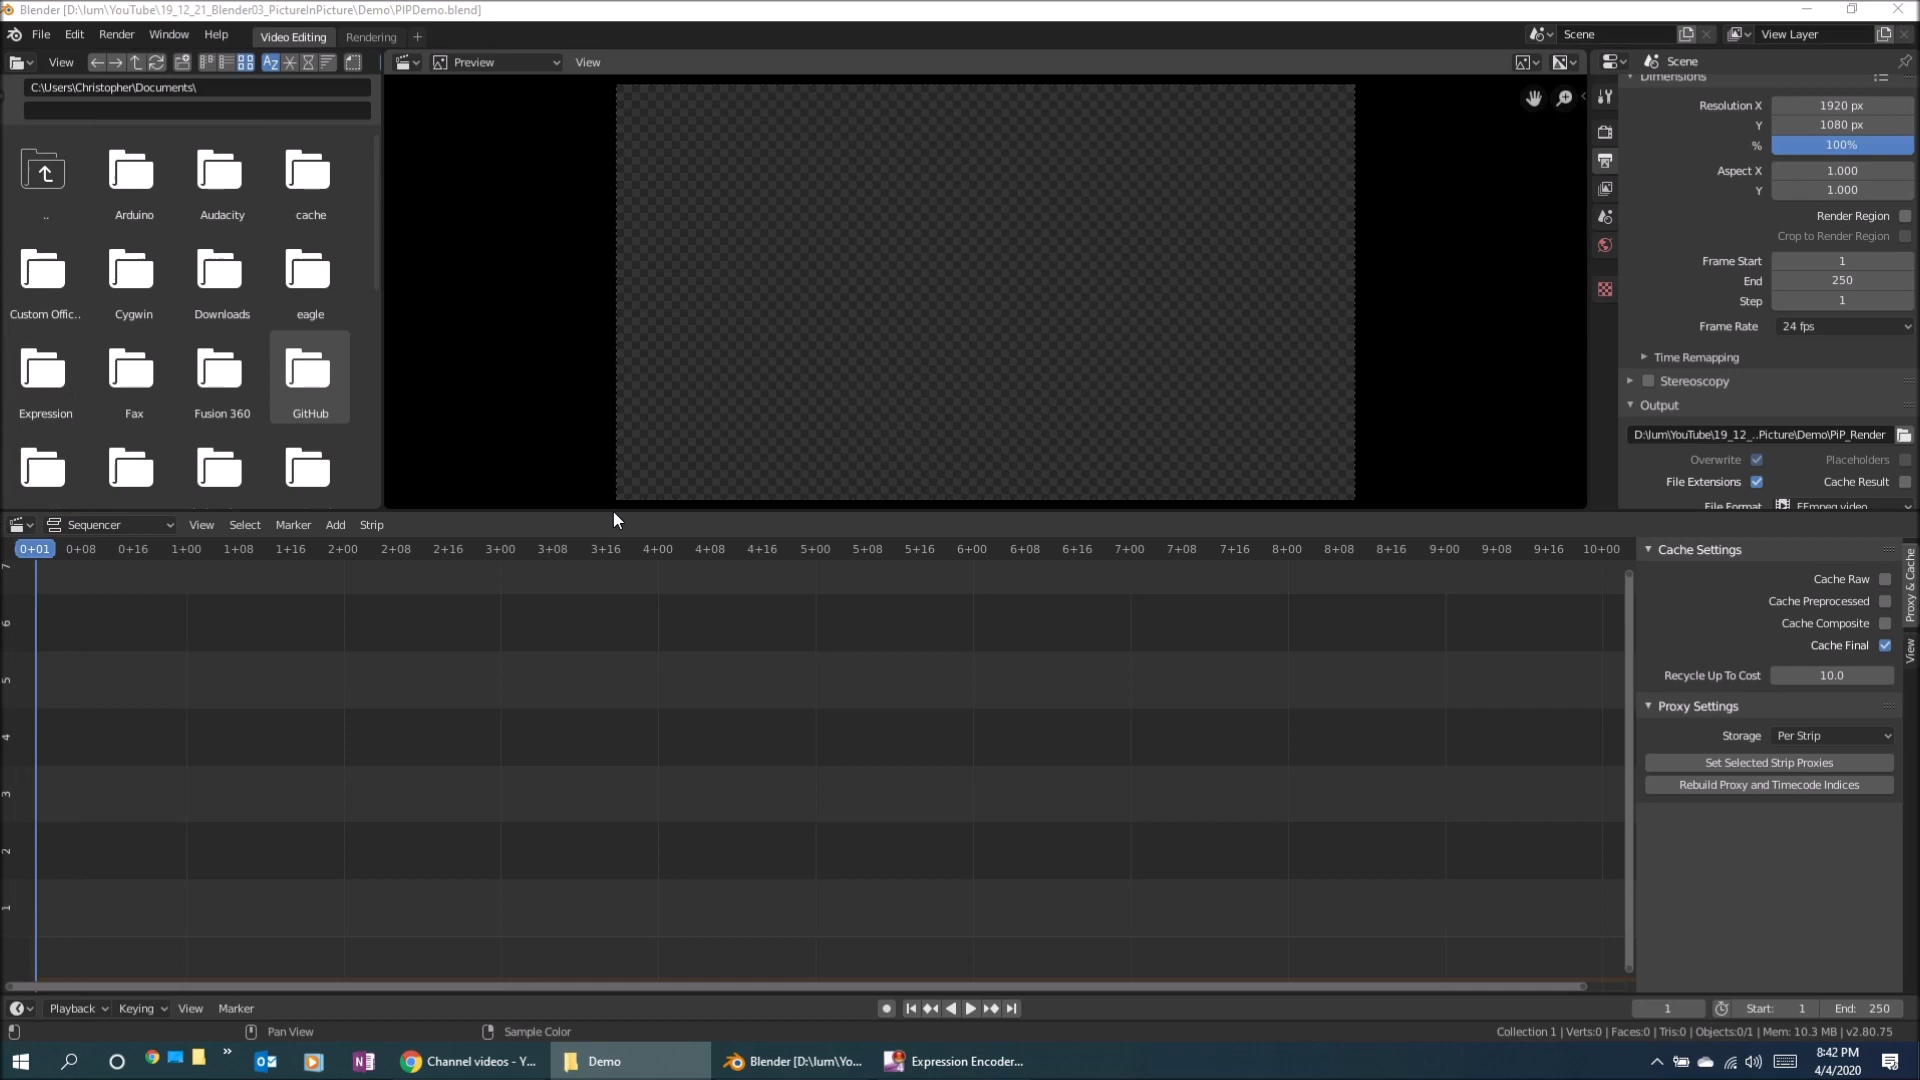 Blender [D:\lum\YouTube\19_12_21_Blender03_PictureInPicture\Demo\PIPDemo.blend]
File Edit Render Window Help Video Editing Rendering + Scene View Layer
View Preview View Scene
C:\Users\Christopher\Documents\
Dimensions
Resolution X 1920 px
Y 1080 px
% 100%
Aspect X 1.000
Y 1.000
Render Region
Crop to Render Region
Frame Start 1
End 250
Step 1
Frame Rate 24 fps
Time Remapping
Stereoscopy
Output
D:\lum\YouTube\19_12_..Picture\Demo\PiP_Render
Overwrite Placeholders
File Extensions Cache Result
File Format FFmpeg video
.. Arduino Audacity cache
Custom Offic.. Cygwin Downloads eagle
Expression Fax Fusion 360 GitHub
Sequencer View Select Marker Add Strip
0+01 0+08 0+16 1+00 1+08 1+16 2+00 2+08 2+16 3+00 3+08 3+16 4+00 4+08 4+16 5+00 5+08 5+16 6+00 6+08 6+16 7+00 7+08 7+16 8+00 8+08 8+16 9+00 9+08 9+16 10+00
7
6
5
4
3
2
1
Cache Settings
Cache Raw
Cache Preprocessed
Cache Composite
Cache Final
Recycle Up To Cost 10.0
Proxy Settings
Storage Per Strip
Set Selected Strip Proxies
Rebuild Proxy and Timecode Indices
Proxy & Cache
View
Playback Keying View Marker 1 Start: 1 End: 250
Pan View Sample Color Collection 1 | Verts:0 | Faces:0 | Tris:0 | Objects:0/1 | Mem: 10.3 MB | v2.80.75
Channel videos - Y... Demo Blender [D:\lum\Yo... Expression Encoder... 8:42 PM
4/4/2020